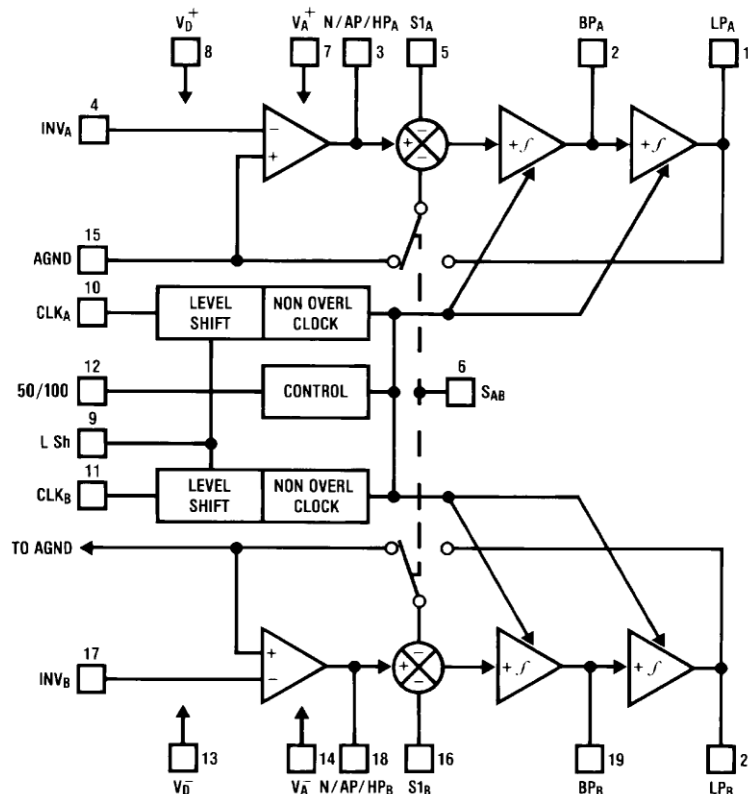 V_D^+ V_A^+ N/AP/HP_A S1_A BP_A LP_A
8 7 3 5 2 1
4
INV_A
−
+
+ − −
+∫
+∫
15
AGND
10
CLK_A
LEVEL SHIFT
NON OVERL CLOCK
12
50/100
CONTROL
6
S_AB
9
L Sh
11
CLK_B
LEVEL SHIFT
NON OVERL CLOCK
TO AGND
17
INV_B
+
−
+ − −
+∫
+∫
13 14 18 16 19 2
V_D^- V_A^- N/AP/HP_B S1_B BP_B LP_B